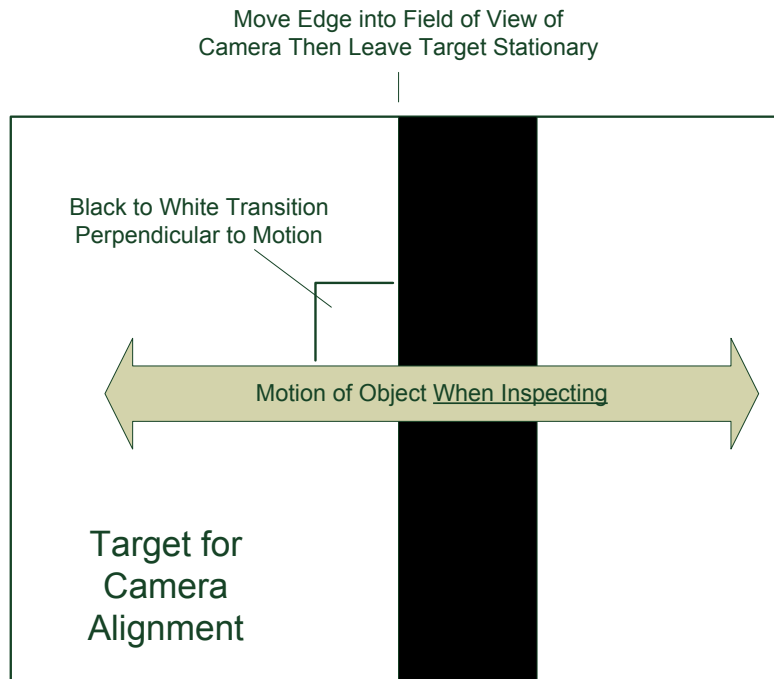 Move Edge into Field of View of
Camera Then Leave Target Stationary
Black to White Transition
Perpendicular to Motion
Motion of Object When Inspecting
Target for
Camera
Alignment